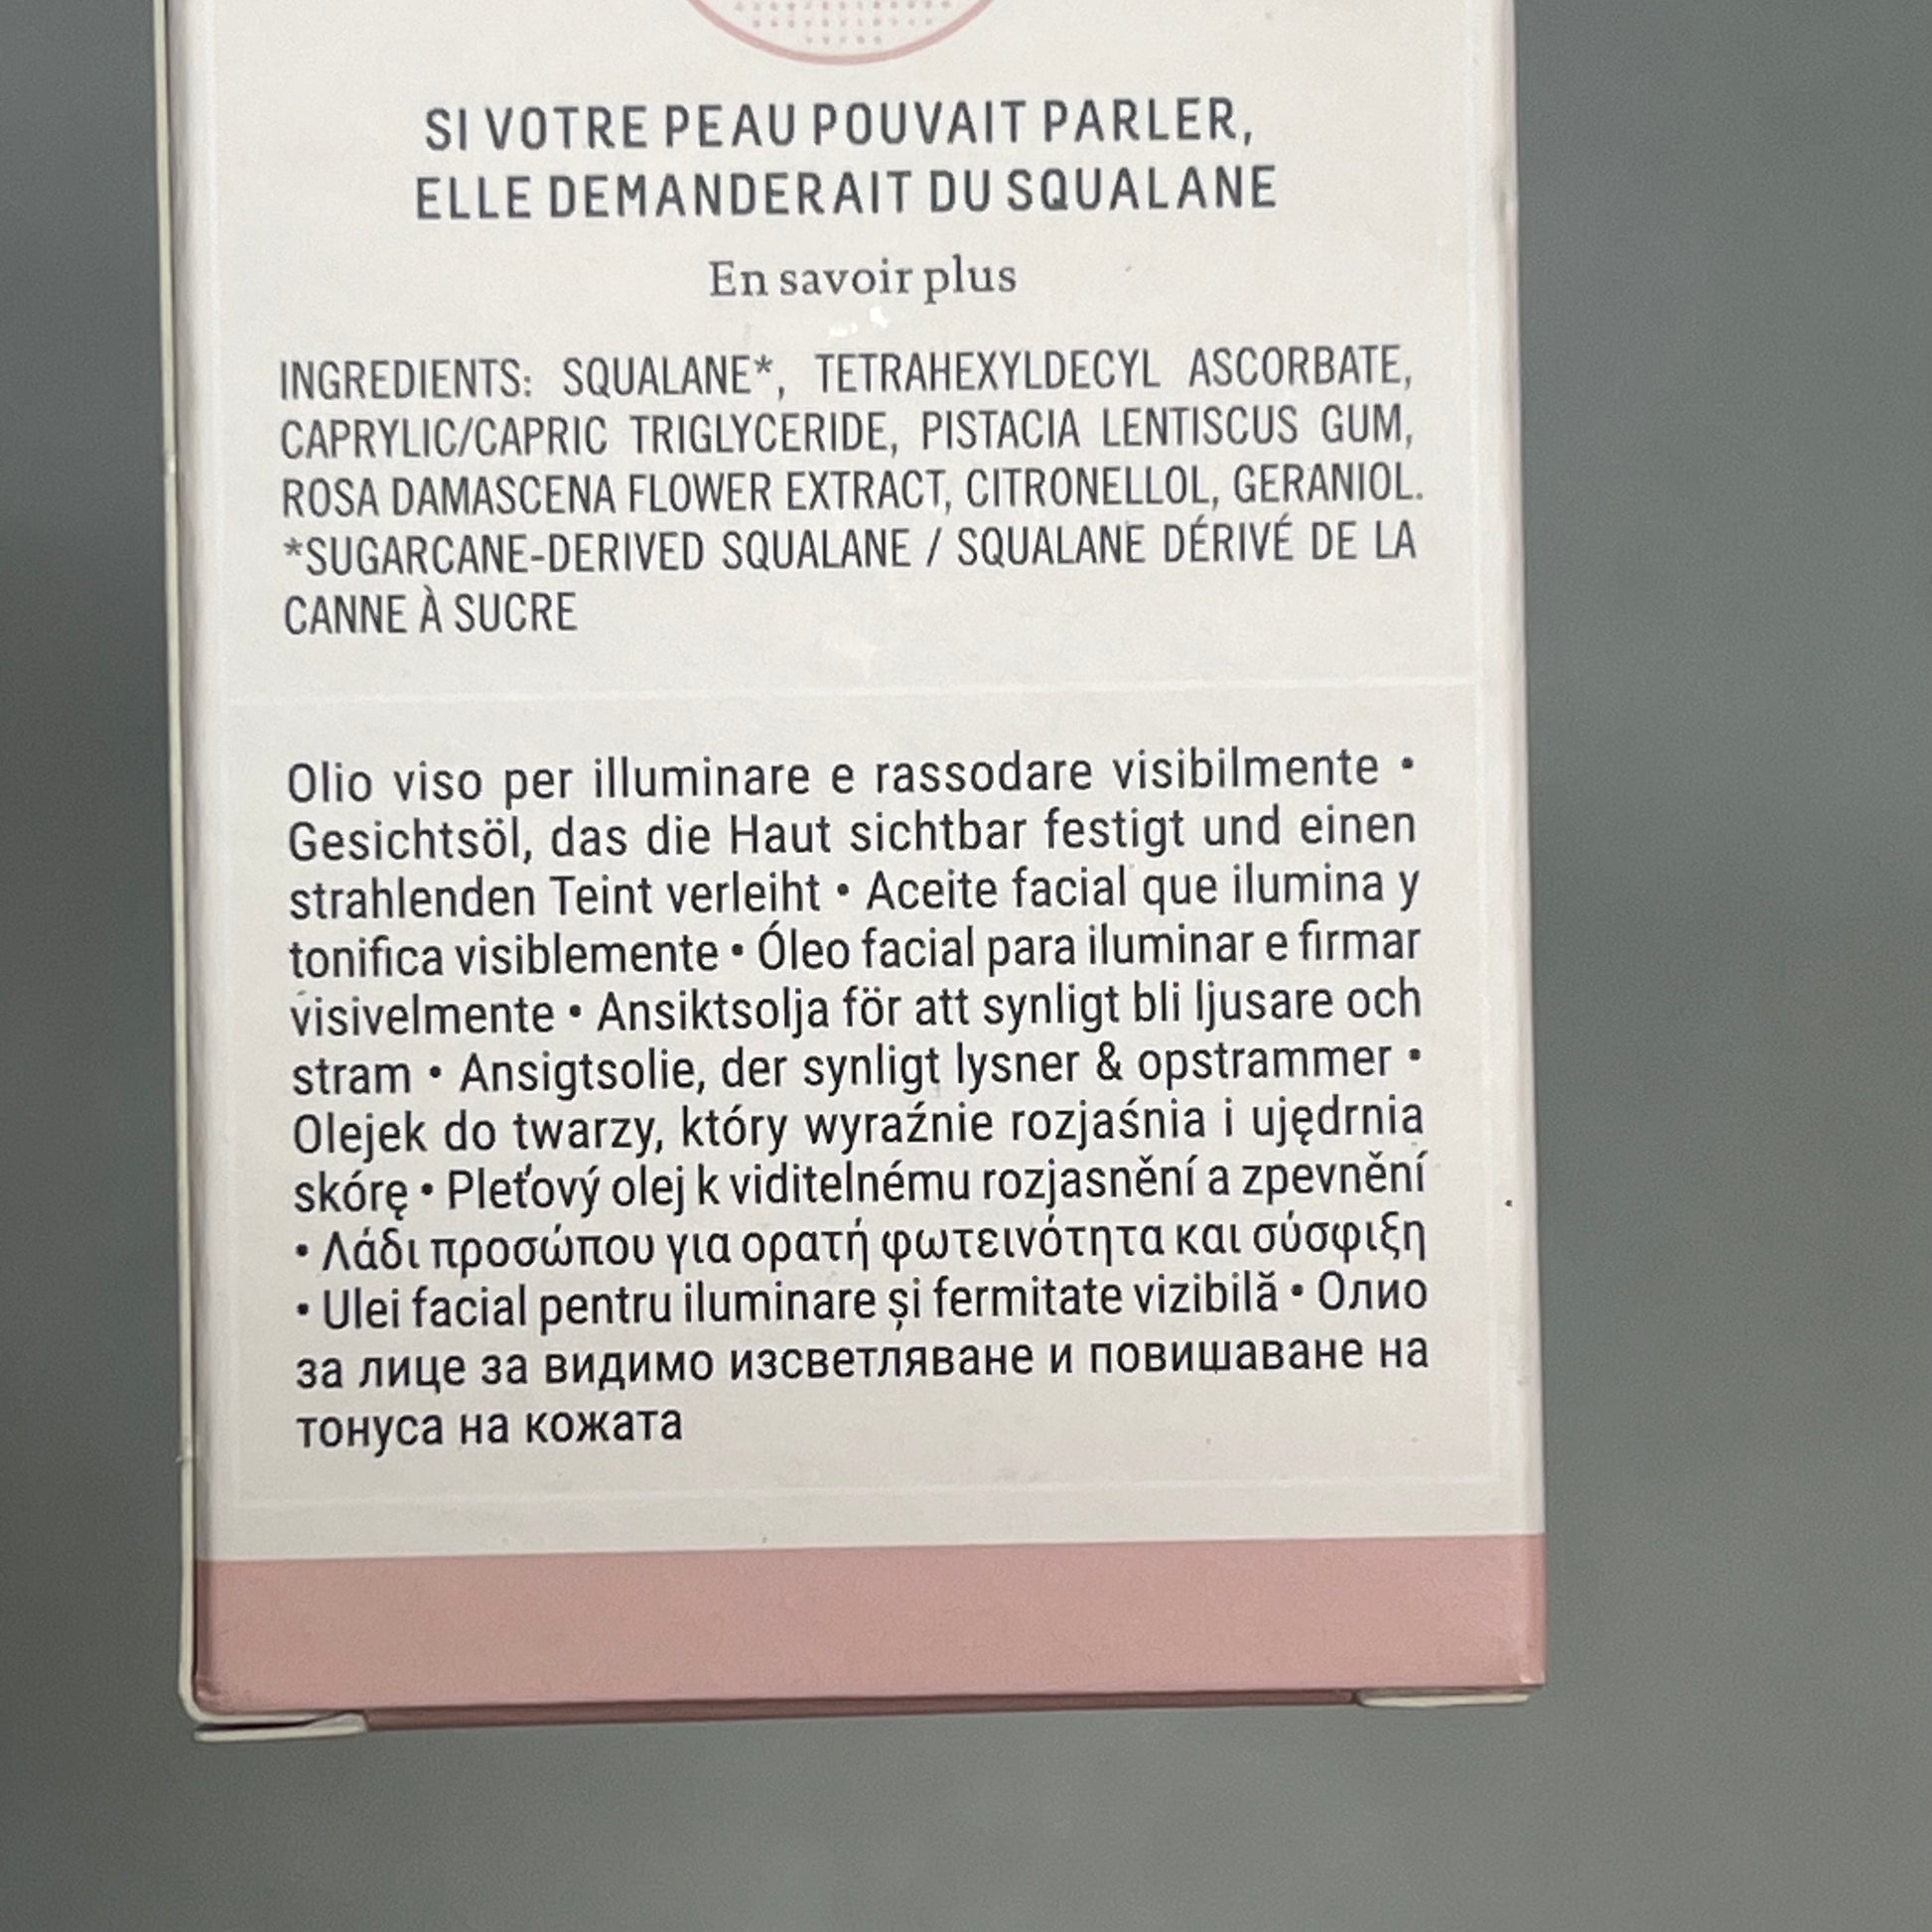 SI VOTRE PEAU POUVAIT PARLER,
ELLE DEMANDERAIT DU SQUALANE
En savoir plus
INGREDIENTS: SQUALANE*, TETRAHEXYLDECYL ASCORBATE,
CAPRYLIC/CAPRIC TRIGLYCERIDE, PISTACIA LENTISCUS GUM,
ROSA DAMASCENA FLOWER EXTRACT, CITRONELLOL, GERANIOL.
*SUGARCANE-DERIVED SQUALANE / SQUALANE DÉRIVÉ DE LA
CANNE À SUCRE
Olio viso per illuminare e rassodare visibilmente •
Gesichtsöl, das die Haut sichtbar festigt und einen
strahlenden Teint verleiht • Aceite facial que ilumina y
tonifica visiblemente • Óleo facial para iluminar e firmar
visivelmente • Ansiktsolja för att synligt bli ljusare och
stram • Ansigtsolie, der synligt lysner & opstrammer •
Olejek do twarzy, który wyraźnie rozjaśnia i ujędrnia
skórę • Pleťový olej k viditelnému rozjasnění a zpevnění
• Λάδι προσώπου για ορατή φωτεινότητα και σύσφιξη
• Ulei facial pentru iluminare și fermitate vizibilă • Олио
за лице за видимо изсветляване и повишаване на
тонуса на кожата